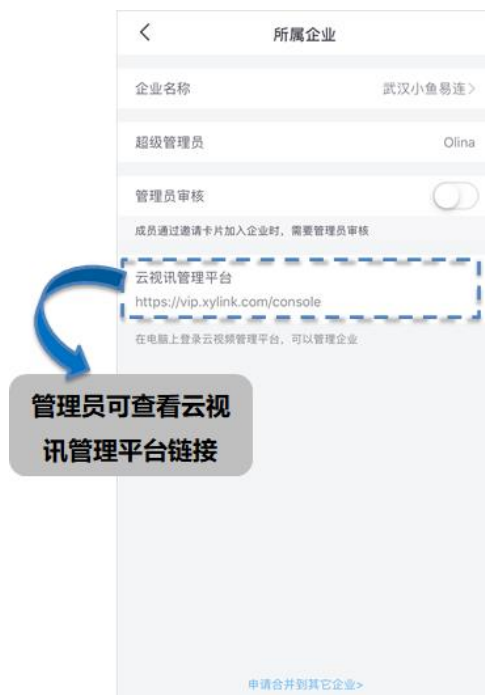 所属企业
企业名称 武汉小鱼易连>
超级管理员 Olina
管理员审核
成员通过邀请卡片加入企业时，需要管理员审核
云视讯管理平台
https://vip.xylink.com/console
在电脑上登录云视频管理平台，可以管理企业
管理员可查看云视
讯管理平台链接
申请合并到其它企业>